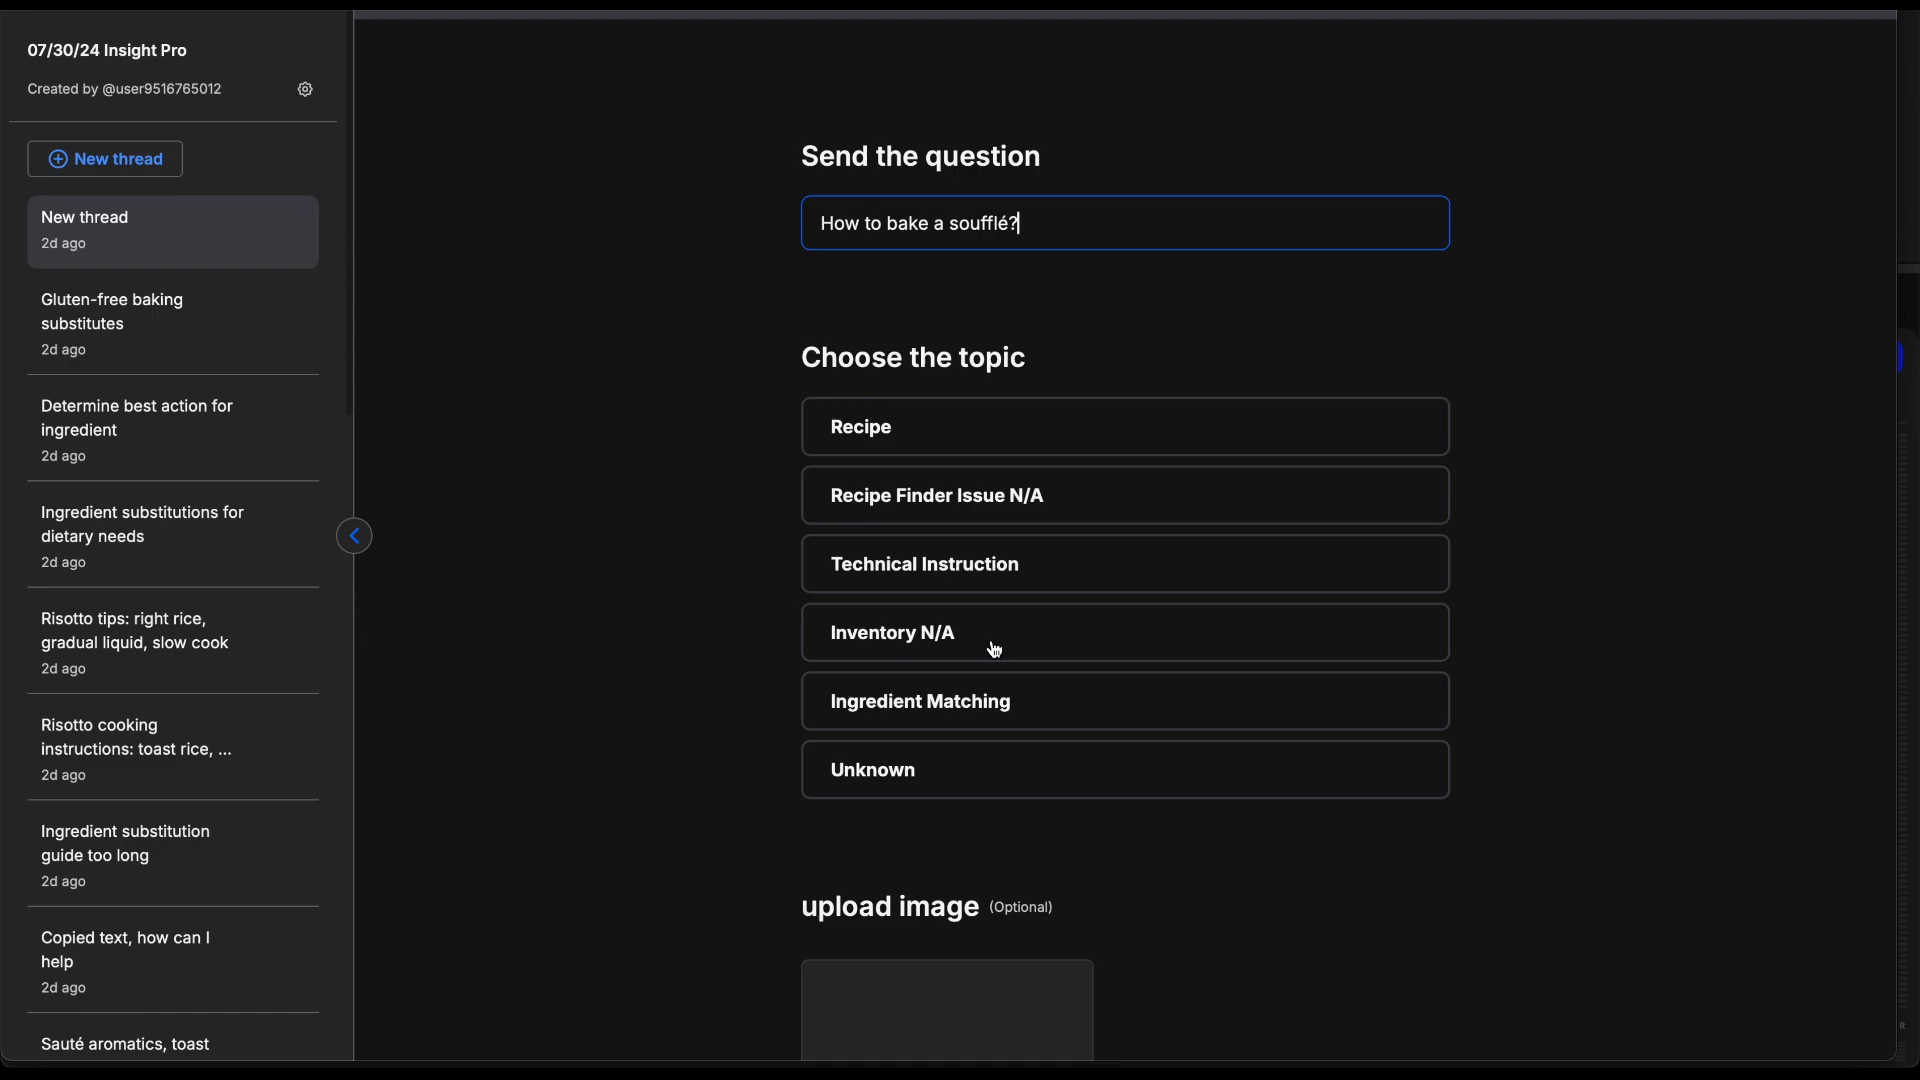 07/30/24 Insight Pro
Created by @user9516765012
New thread
New thread
2d ago
Gluten-free baking
substitutes
2d ago
Determine best action for
ingredient
2d ago
Ingredient substitutions for
dietary needs
2d ago
Risotto tips: right rice,
gradual liquid, slow cook
2d ago
Risotto cooking
instructions: toast rice, ...
2d ago
Ingredient substitution
guide too long
2d ago
Copied text, how can I
help
2d ago
Sauté aromatics, toast
Send the question
How to bake a soufflé?
Choose the topic
Recipe
Recipe Finder Issue N/A
Technical Instruction
Inventory N/A
Ingredient Matching
Unknown
upload image (Optional)